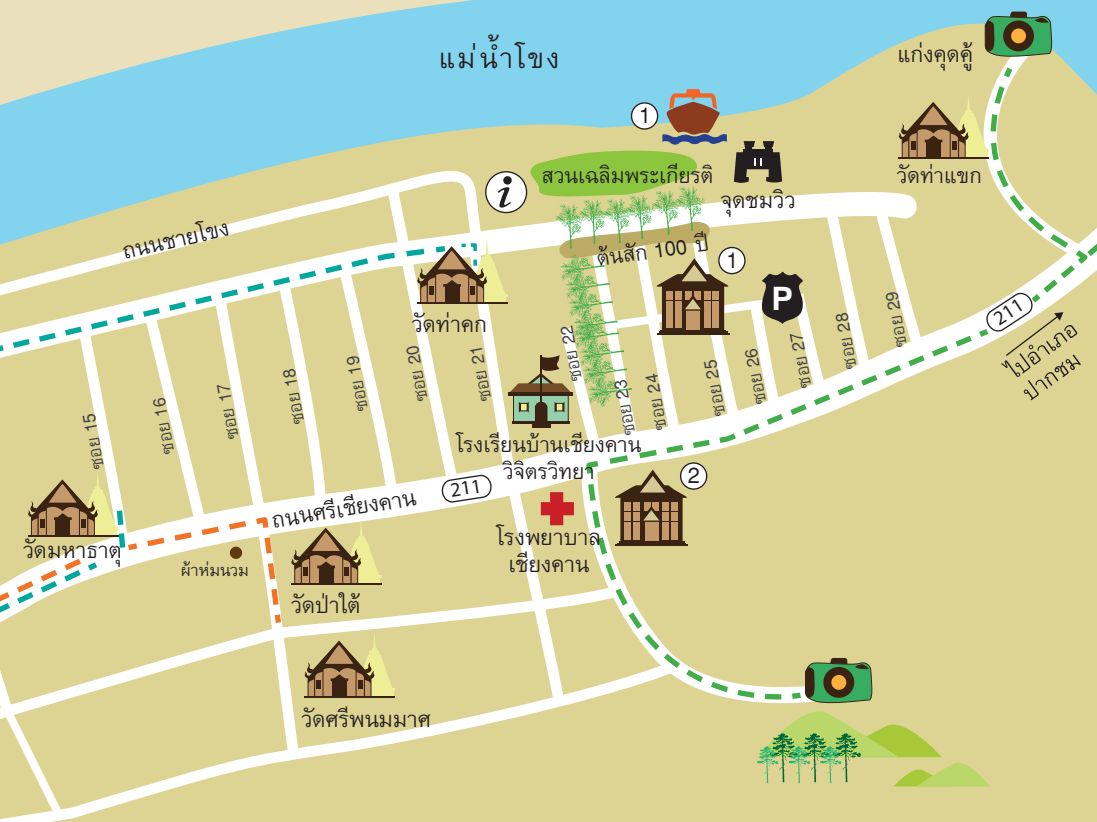 แม่น้ำโขง
แก่งคุดคู้
1
สวนเฉลิมพระเกียรติ
จุดชมวิว
วัดท่าแขก
i
ถนนชายโขง
ต้นสัก 100 ปี
1
P
วัดท่าคก
211
ไปอำเภอ
ปากชม
ซอย 15
ซอย 16
ซอย 17
ซอย 18
ซอย 19
ซอย 20
ซอย 21
ซอย 22
ซอย 23
ซอย 24
ซอย 25
ซอย 26
ซอย 27
ซอย 28
ซอย 29
โรงเรียนบ้านเชียงคาน
วิจิตรวิทยา
211
ถนนศรีเชียงคาน
2
วัดมหาธาตุ
ผ้าห่มนวม
โรงพยาบาล
เชียงคาน
วัดป่าใต้
วัดศรีพนมมาศ